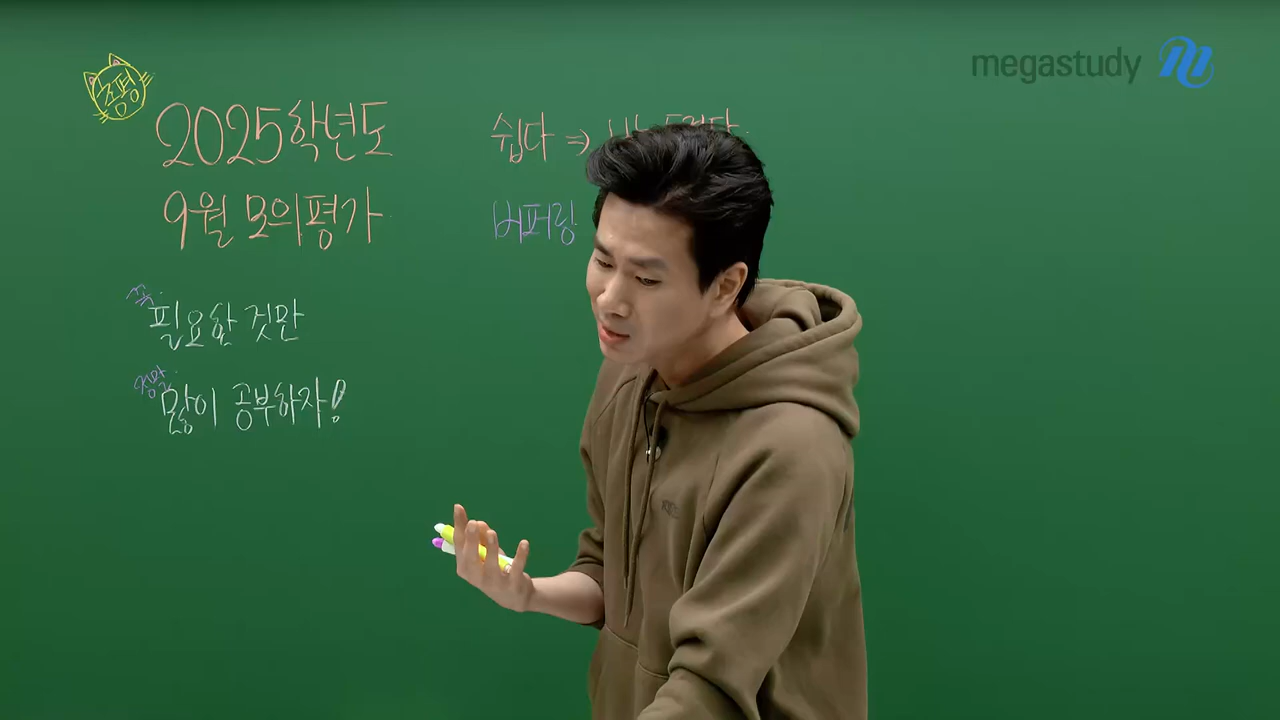 megastudy
총평
2025학년도
9월 모의평가
쉽다 ⇒
버퍼링
꼭
필요한 것만
정말
많이 공부하자!